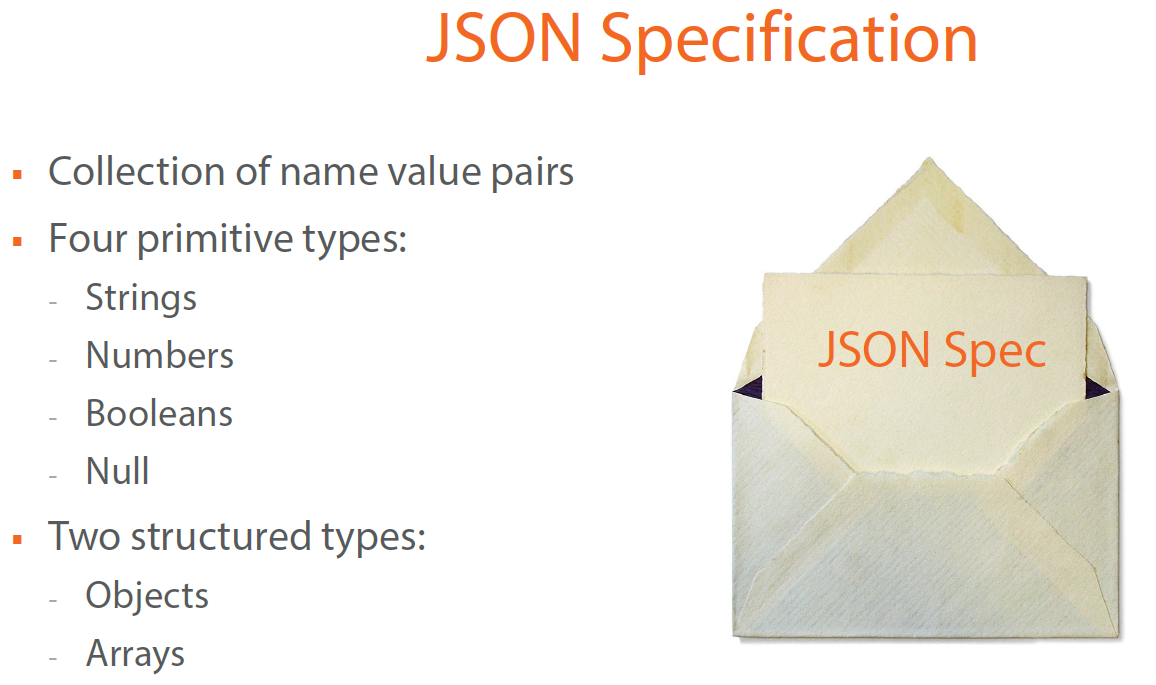 JSON Specification
▪ Collection of name value pairs
▪ Four primitive types:
- Strings
- Numbers
- Booleans
- Null
▪ Two structured types:
- Objects
- Arrays
JSON Spec